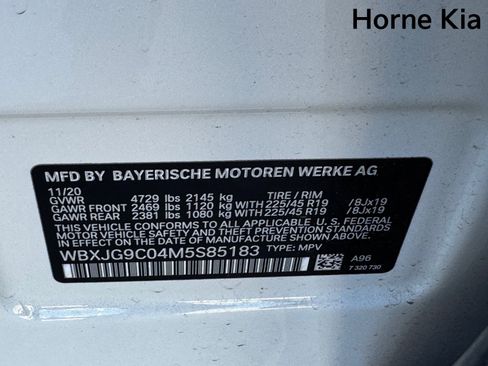 Horne Kia
MFD BY BAYERISCHE MOTOREN WERKE AG
11/20 TIRE / RIM
GVWR 4729 lbs 2145 kg
GAWR FRONT 2469 lbs 1120 kg WITH 225/45 R19 /8Jx19
GAWR REAR 2381 lbs 1080 kg WITH 225/45 R19 /8Jx19
THIS VEHICLE CONFORMS TO ALL APPLICABLE U. S. FEDERAL
MOTOR VEHICLE SAFETY, BUMPER, AND THEFT PREVENTION
STANDARDS IN EFFECT ON THE DATE OF MANUFACTURE SHOWN ABOVE.
WBXJG9C04M5S85183 TYPE: MPV A96
7 320 730